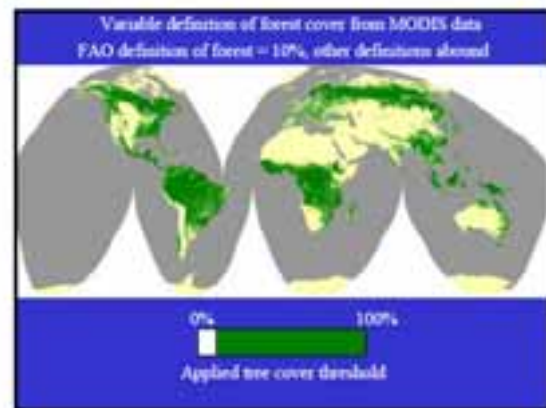 Variable definition of forest cover from MODIS data
FAO definition of forest = 10%, other definitions abound
0% 100%
Applied tree cover threshold